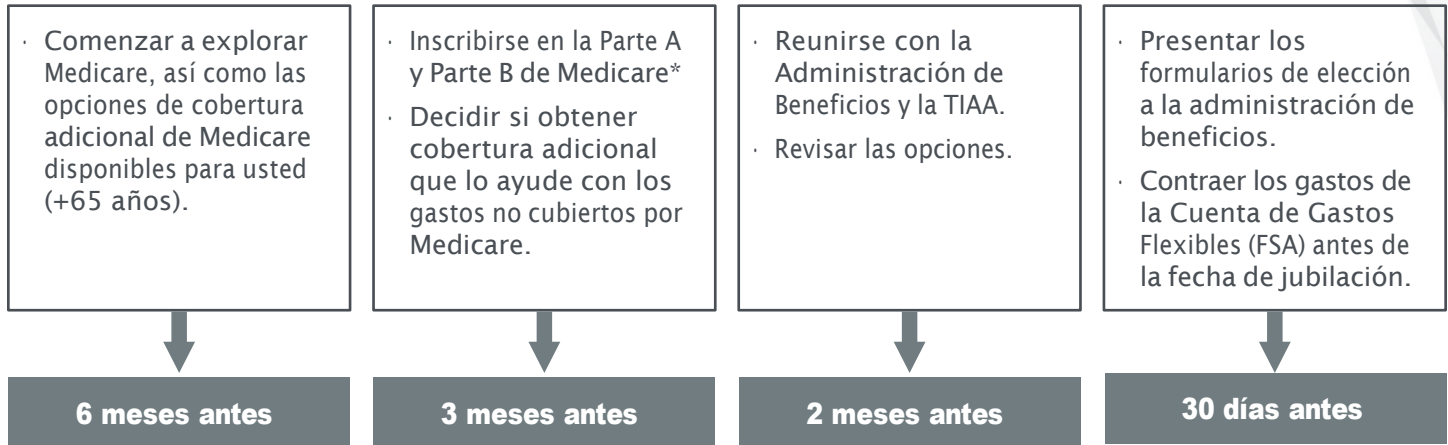 · Comenzar a explorar
Medicare, así como las
opciones de cobertura
adicional de Medicare
disponibles para usted
(+65 años).
· Inscribirse en la Parte A
y Parte B de Medicare*
· Decidir si obtener
cobertura adicional
que lo ayude con los
gastos no cubiertos por
Medicare.
· Reunirse con la
Administración de
Beneficios y la TIAA.
· Revisar las opciones.
· Presentar los
formularios de elección
a la administración de
beneficios.
· Contraer los gastos de
la Cuenta de Gastos
Flexibles (FSA) antes de
la fecha de jubilación.
6 meses antes
3 meses antes
2 meses antes
30 días antes